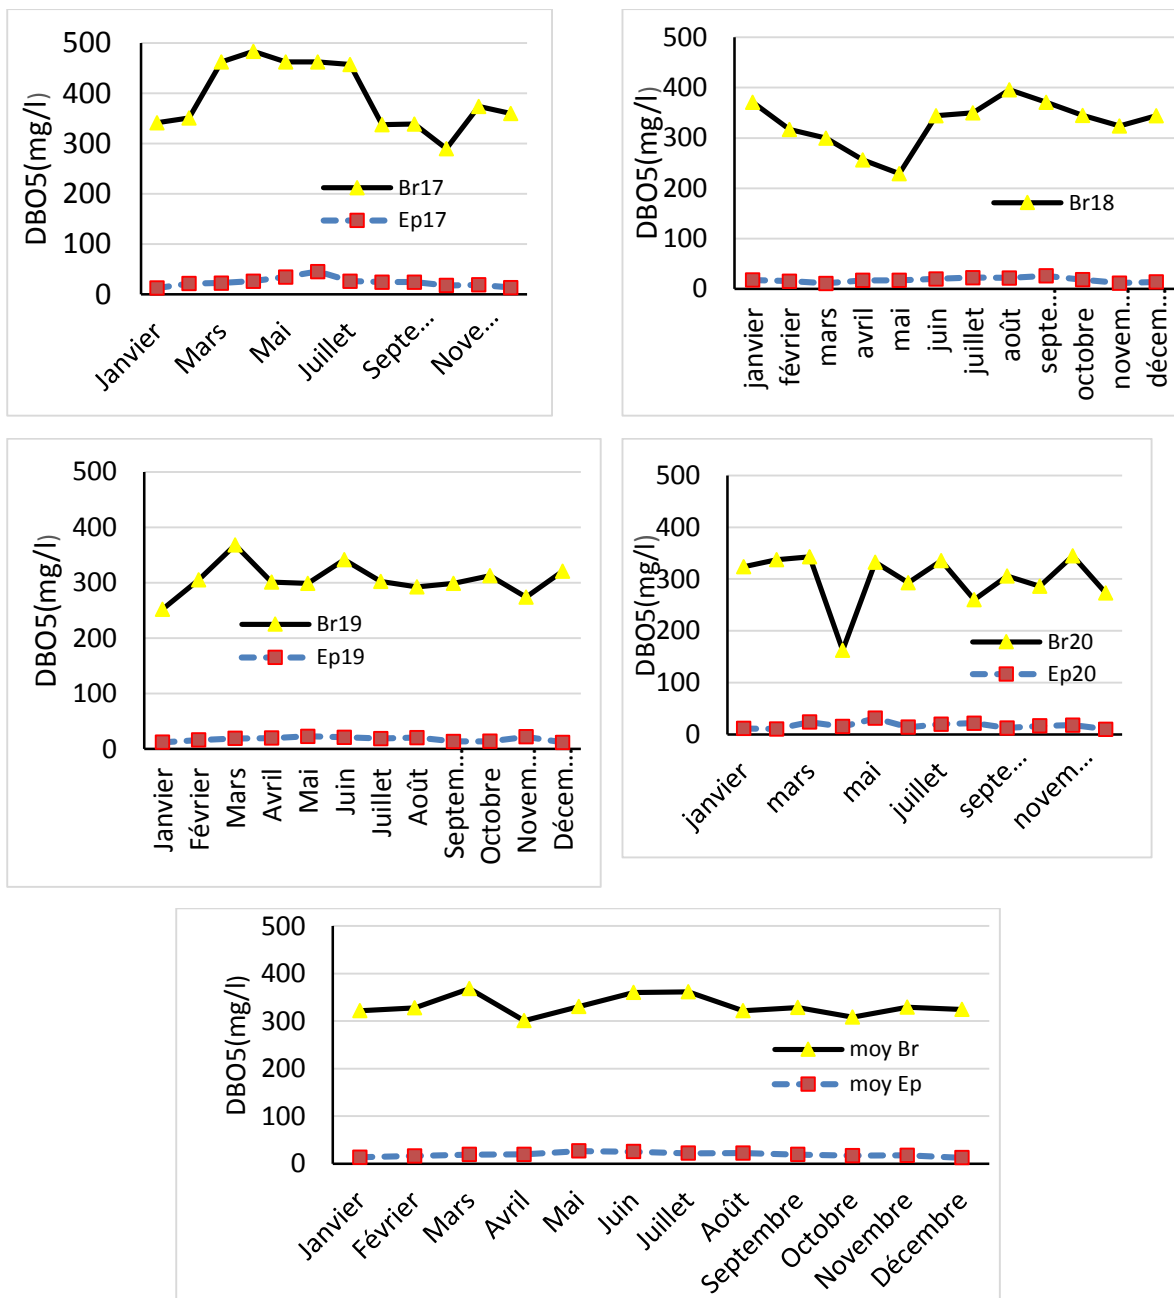 DBO5(mg/l)
500
400
300
200
100
0
Br17
Ep17
Janvier
Mars
Mai
Juillet
Septe...
Nove...
DBO5(mg/l)
500
400
300
200
100
0
Br18
janvier
février
mars
avril
mai
juin
juillet
août
septe...
octobre
novem...
décem...
DBO5(mg/l)
500
400
300
200
100
0
Br19
Ep19
Janvier
Février
Mars
Avril
Mai
Juin
Juillet
Août
Septem...
Octobre
Novem...
Décem...
DBO5(mg/l)
500
400
300
200
100
0
Br20
Ep20
janvier
mars
mai
juillet
septe...
novem...
DBO5(mg/l)
500
400
300
200
100
0
moy Br
moy Ep
Janvier
Février
Mars
Avril
Mai
Juin
Juillet
Août
Septembre
Octobre
Novembre
Décembre